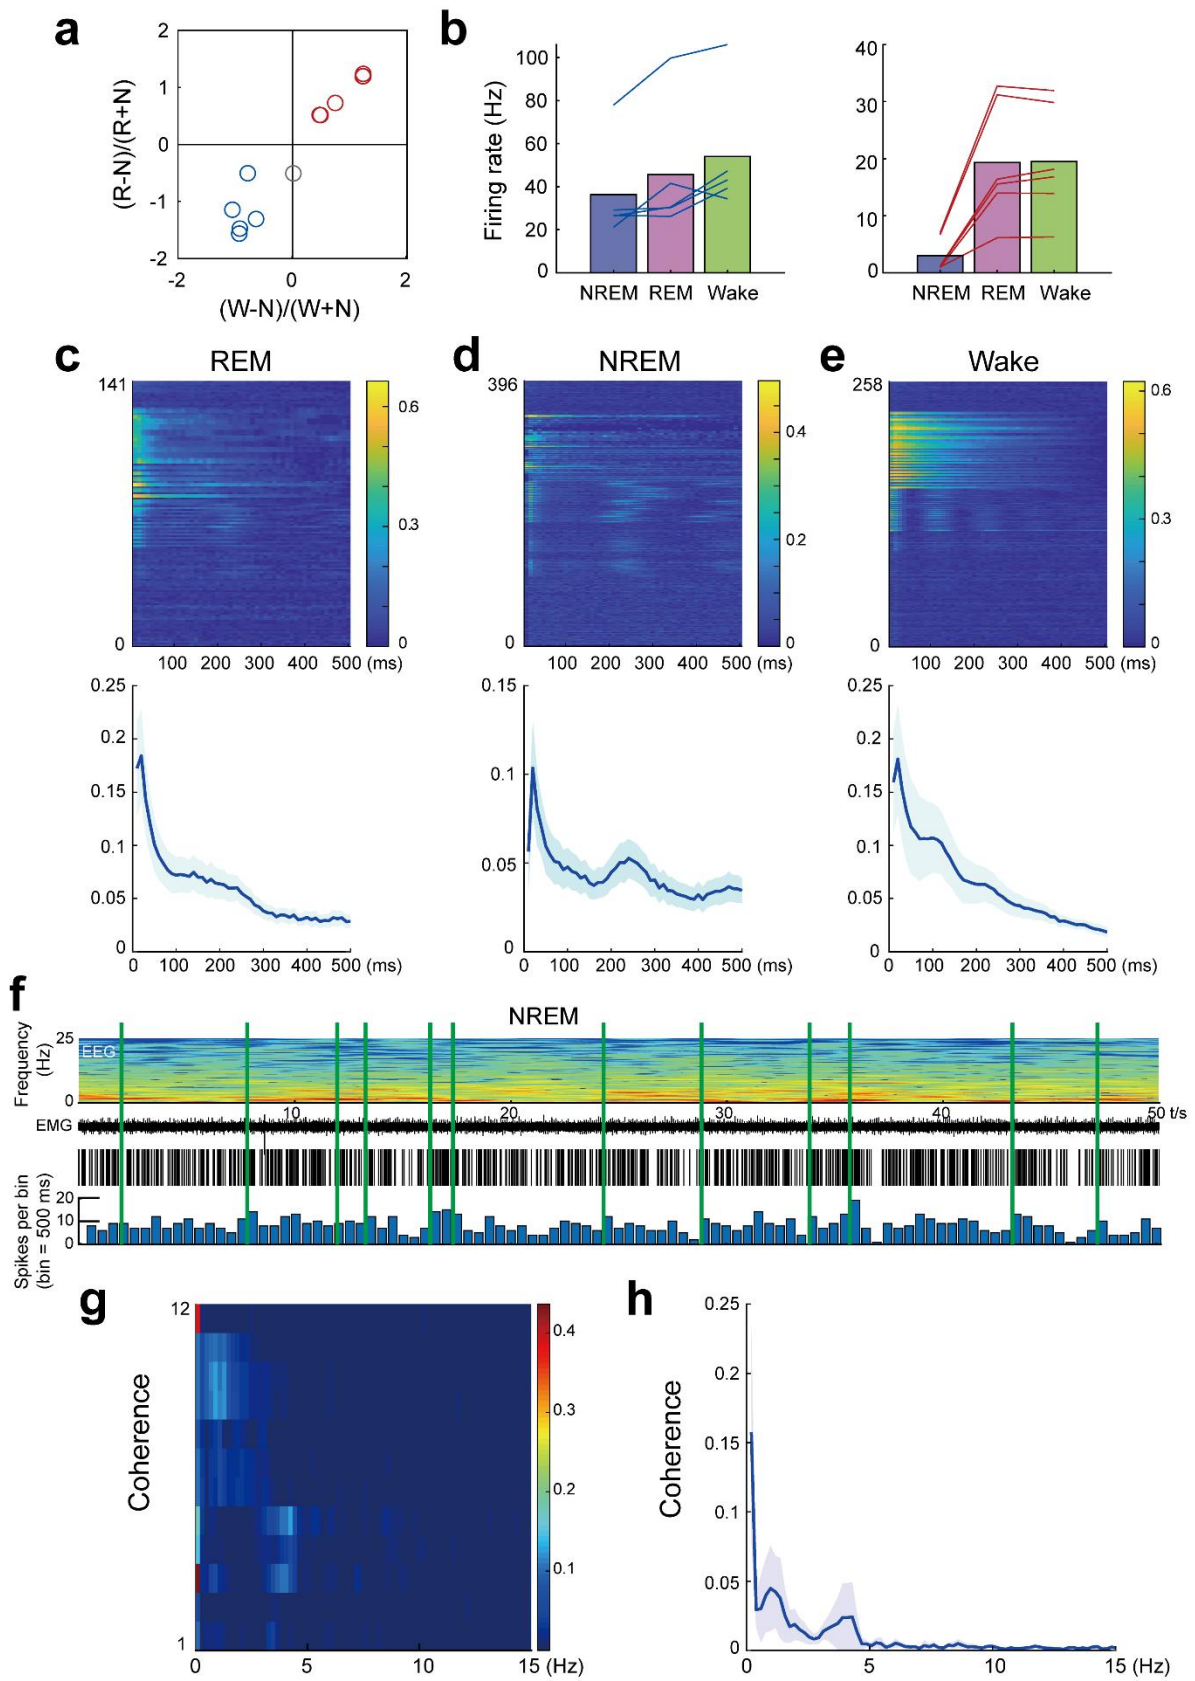 a
2
1
0
-1
-2
-2
0
2
(R-N)/(R+N)
(W-N)/(W+N)
b
Firing rate (Hz)
100
80
60
40
20
0
NREM
REM
Wake
40
30
20
10
0
NREM
REM
Wake
c
REM
141
0
100 200 300 400 500 (ms)
0.6
0.3
0
d
NREM
396
0
100 200 300 400 500 (ms)
0.4
0.2
0
e
Wake
258
0
100 200 300 400 500 (ms)
0.6
0.3
0
0.25
0.2
0.15
0.1
0.05
0
0 100 200 300 400 500 (ms)
0.15
0.1
0.05
0
0 100 200 300 400 500 (ms)
0.25
0.2
0.15
0.1
0.05
0
0 100 200 300 400 500 (ms)
f
NREM
Frequency
(Hz)
25
0
EEG
10 20 30 40 50 t/s
EMG
Spikes per bin
(bin = 500 ms)
20
10
0
g
Coherence
12
1
0 5 10 15 (Hz)
0.4
0.3
0.2
0.1
h
Coherence
0.25
0.2
0.15
0.1
0.05
0
0 5 10 15 (Hz)